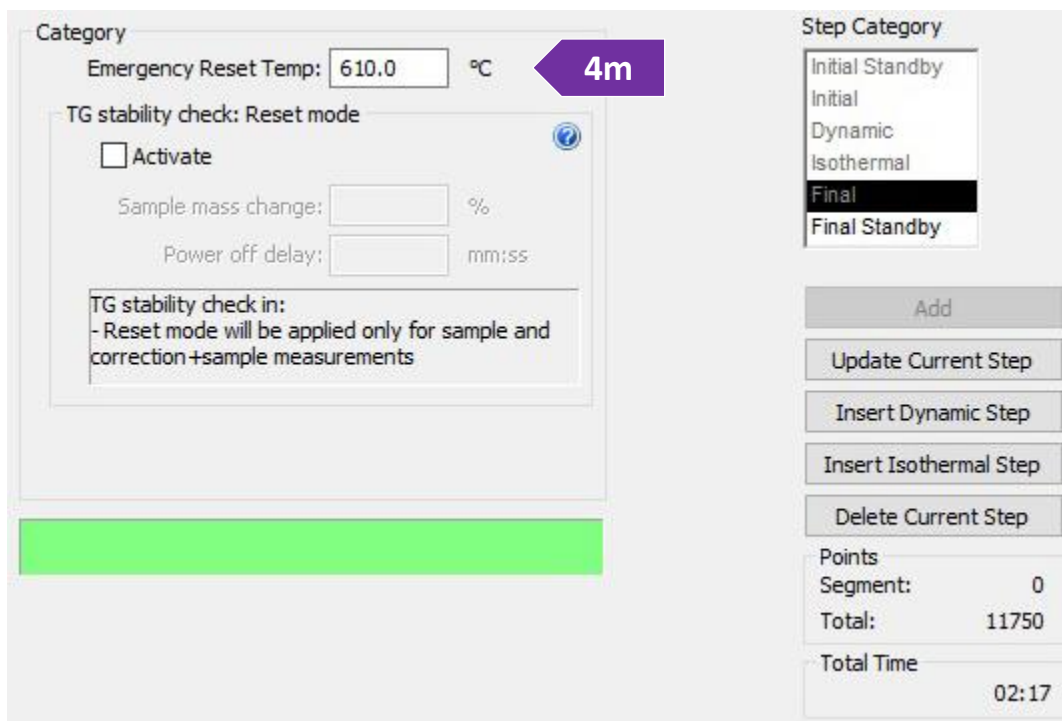 Category
Emergency Reset Temp: 610.0 °C
4m
TG stability check: Reset mode
Activate
Sample mass change: %
Power off delay: mm:ss
TG stability check in:
- Reset mode will be applied only for sample and
correction+sample measurements
Step Category
Initial Standby
Initial
Dynamic
Isothermal
Final
Final Standby
Add
Update Current Step
Insert Dynamic Step
Insert Isothermal Step
Delete Current Step
Points
Segment: 0
Total: 11750
Total Time
02:17